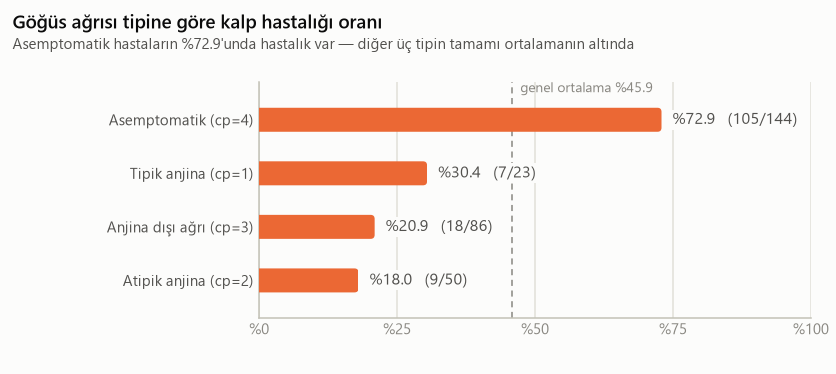 Göğüs ağrısı tipine göre kalp hastalığı oranı
Asemptomatik hastaların %72.9'unda hastalık var — diğer üç tipin tamamı ortalamanın altında
genel ortalama %45.9
Asemptomatik (cp=4) %72.9 (105/144)
Tipik anjina (cp=1) %30.4 (7/23)
Anjina dışı ağrı (cp=3) %20.9 (18/86)
Atipik anjina (cp=2) %18.0 (9/50)
%0 %25 %50 %75 %100